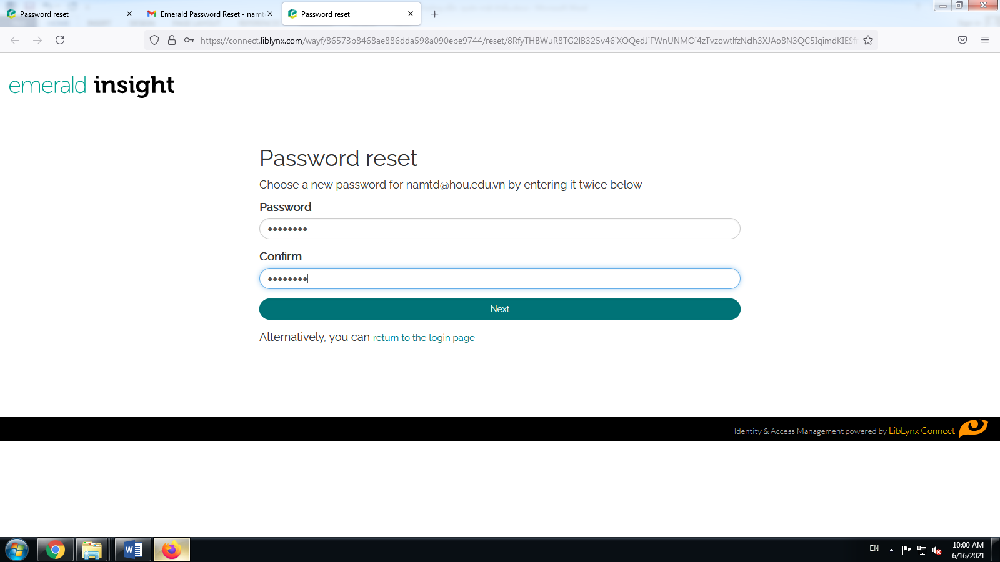 Password reset
Emerald Password Reset - namt
Password reset
https://connect.liblynx.com/wayf/86573b8468ae886dda598a090ebe9744/reset/8RfyTHBWuR8TG2lB325v46iXOQedJiFWnUNMOi4zTvzowtlfzNclh3XJAo8N3QC5IqimdKIESf
emerald insight
Password reset
Choose a new password for namtd@hou.edu.vn by entering it twice below
Password
Confirm
Next
Alternatively, you can return to the login page
Identity & Access Management powered by LibLynx Connect
EN
10:00 AM
6/16/2021